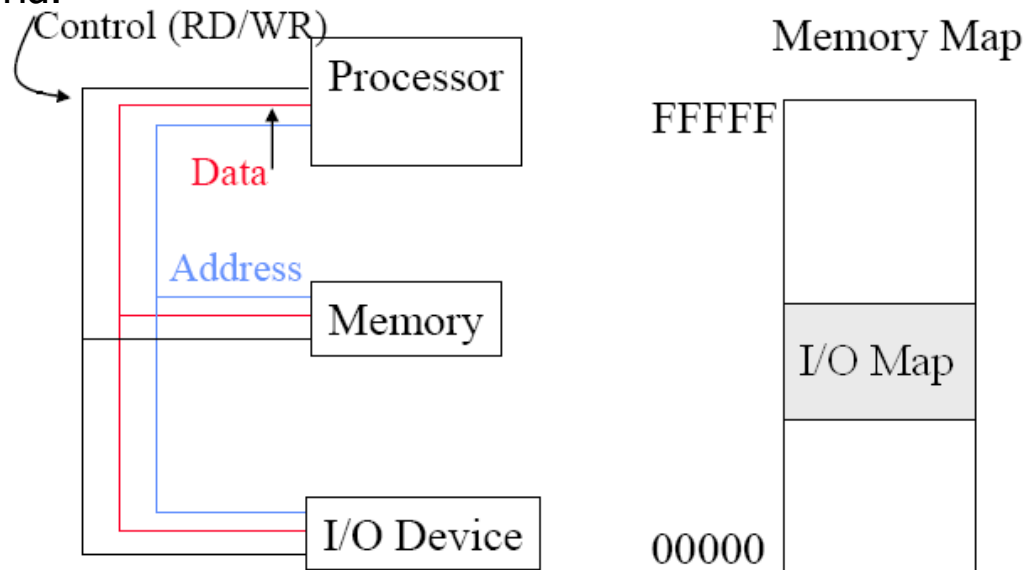 Control (RD/WR)
Processor
Data
Address
Memory
I/O Device
Memory Map
FFFFF
I/O Map
00000